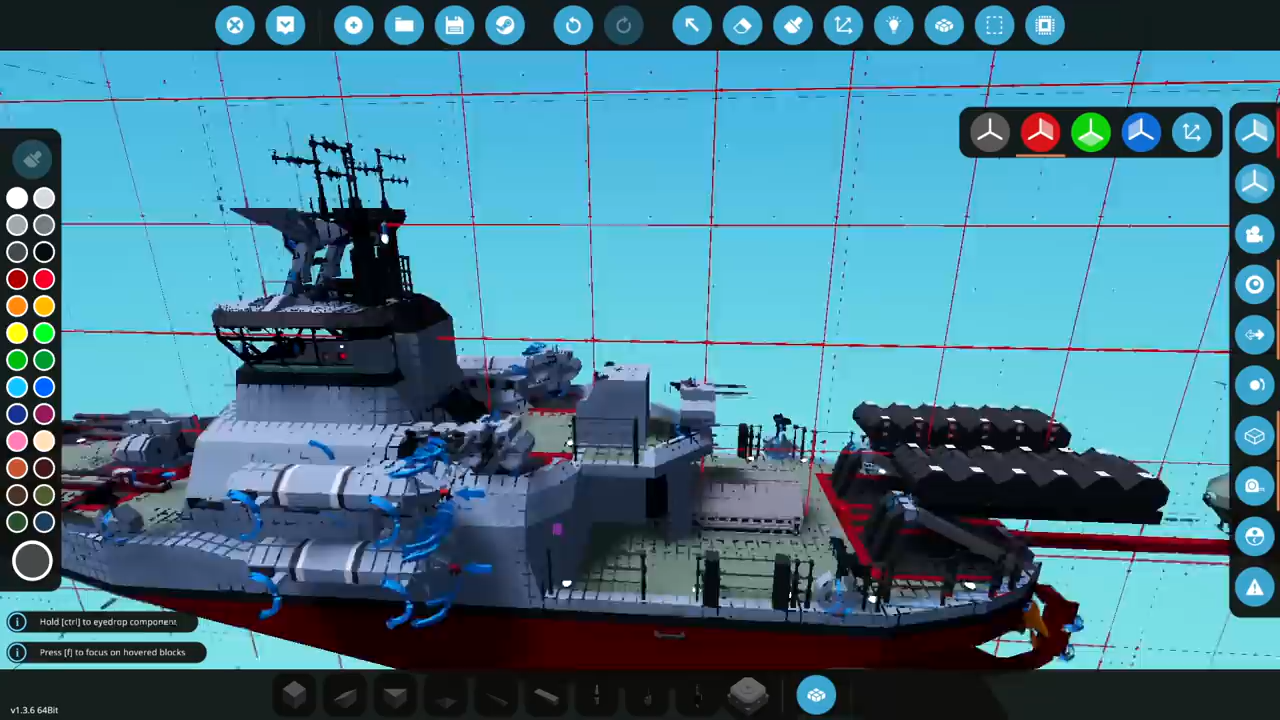 Hold [ctrl] to eyedrop component.
Press [f] to focus on hovered blocks
v1.3.6 64Bit